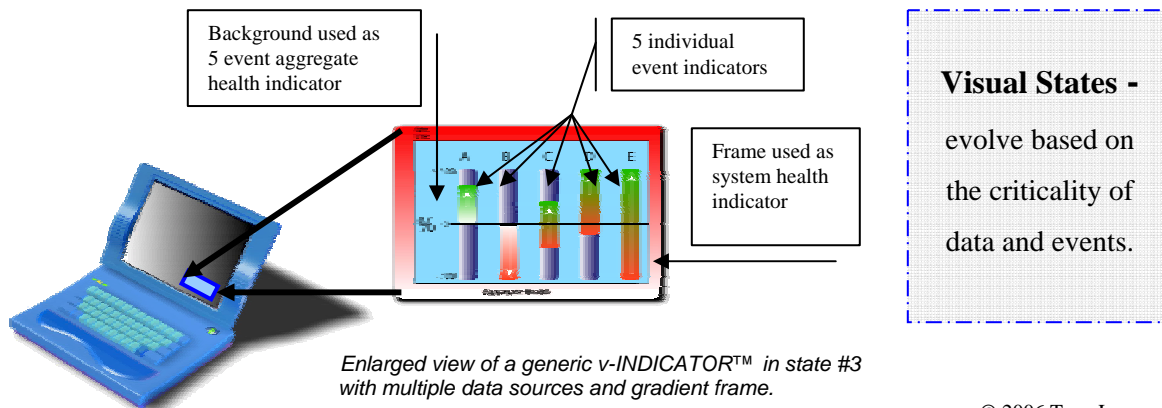 Background used as
5 event aggregate
health indicator
5 individual
event indicators
Visual States -
evolve based on
the criticality of
data and events.
A B C D E
Frame used as
system health
indicator
%
Enlarged view of a generic v-INDICATOR™ in state #3
with multiple data sources and gradient frame.
© 2006